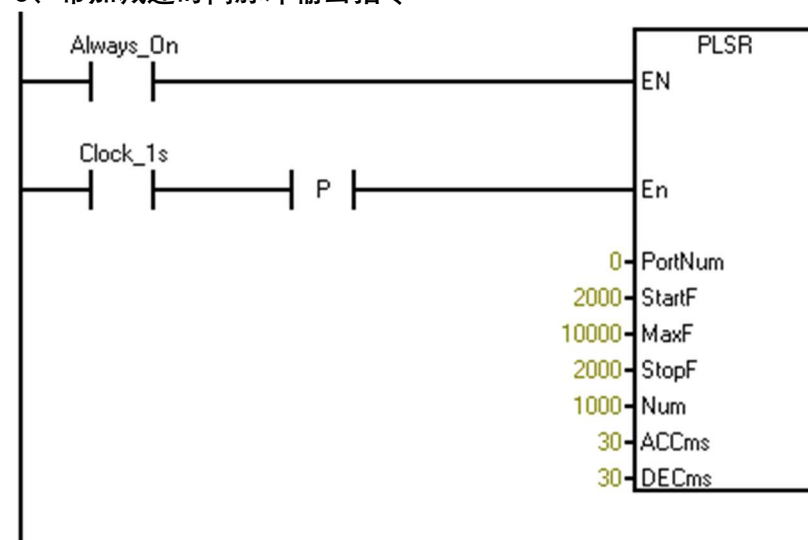 Always_On
PLSR
EN
Clock_1s
P
En
0 PortNum
2000 StartF
10000 MaxF
2000 StopF
1000 Num
30 ACCms
30 DECms